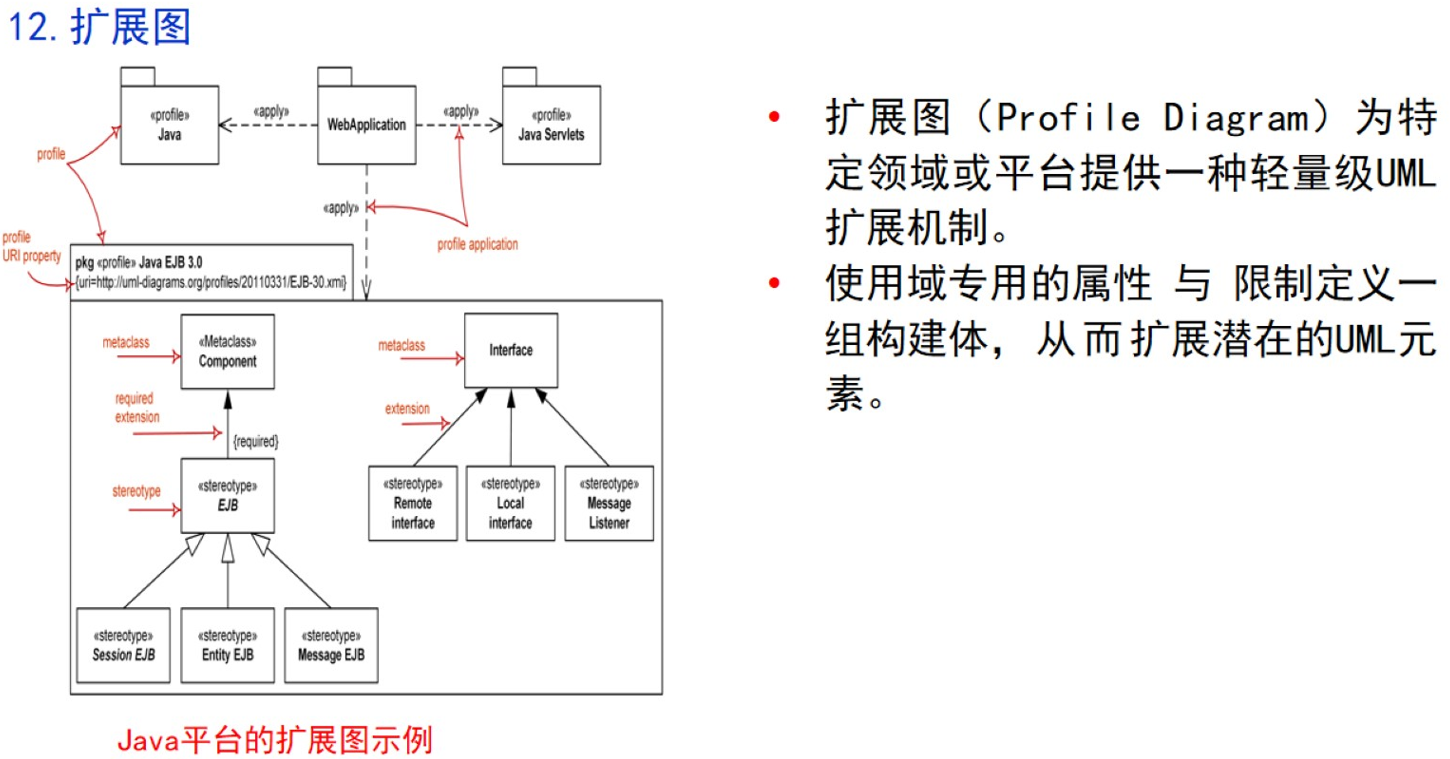 12. 扩展图
«profile»
Java
«apply»
WebApplication
«apply»
«profile»
Java Servlets
profile
«apply»
profile application
profile
URI property
pkg «profile» Java EJB 3.0
{uri=http://uml-diagrams.org/profiles/20110331/EJB-30.xmi}
metaclass
«Metaclass»
Component
metaclass
Interface
required
extension
{required}
extension
stereotype
«stereotype»
EJB
«stereotype»
Remote
interface
«stereotype»
Local
interface
«stereotype»
Message
Listener
«stereotype»
Session EJB
«stereotype»
Entity EJB
«stereotype»
Message EJB
Java平台的扩展图示例
• 扩展图（Profile Diagram）为特
定领域或平台提供一种轻量级UML
扩展机制。
• 使用域专用的属性 与 限制定义一
组构建体，从而扩展潜在的UML元
素。